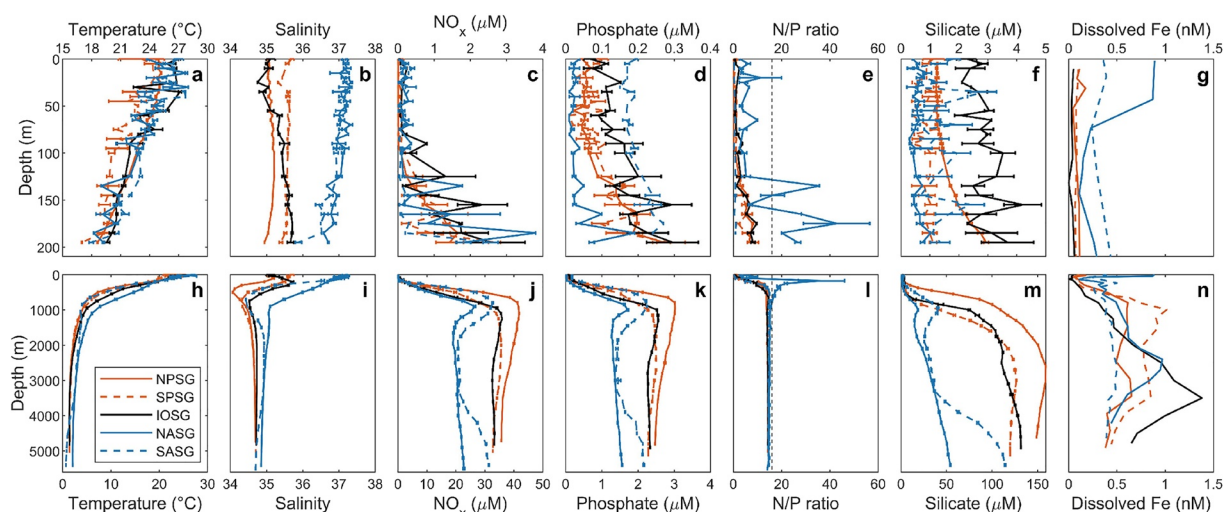 Temperature (°C)
15 18 21 24 27 30
Salinity
34 35 36 37 38
NOx (μM)
0 1 2 3 4
Phosphate (μM)
0 0.1 0.2 0.3 0.4
N/P ratio
0 20 40 60
Silicate (μM)
0 1 2 3 4 5
Dissolved Fe (nM)
0 0.5 1 1.5
Depth (m)
0
50
100
150
200
a
b
c
d
e
f
g
Depth (m)
0
1000
2000
3000
4000
5000
h
i
j
k
l
m
n
NPSG
SPSG
IOSG
NASG
SASG
0 10 20 30
Temperature (°C)
34 35 36 37 38
Salinity
0 10 20 30 40 50
NOx (μM)
0 1 2 3 4
Phosphate (μM)
0 20 40 60
N/P ratio
0 50 100 150
Silicate (μM)
0 0.5 1 1.5
Dissolved Fe (nM)